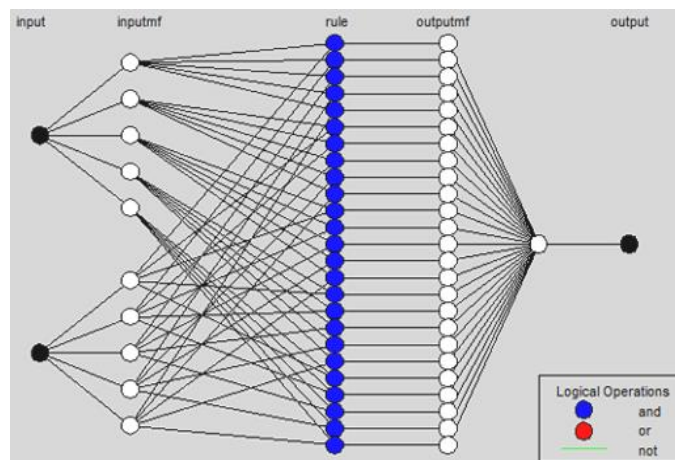 input inputmf rule outputmf output
Logical Operations
and
or
not